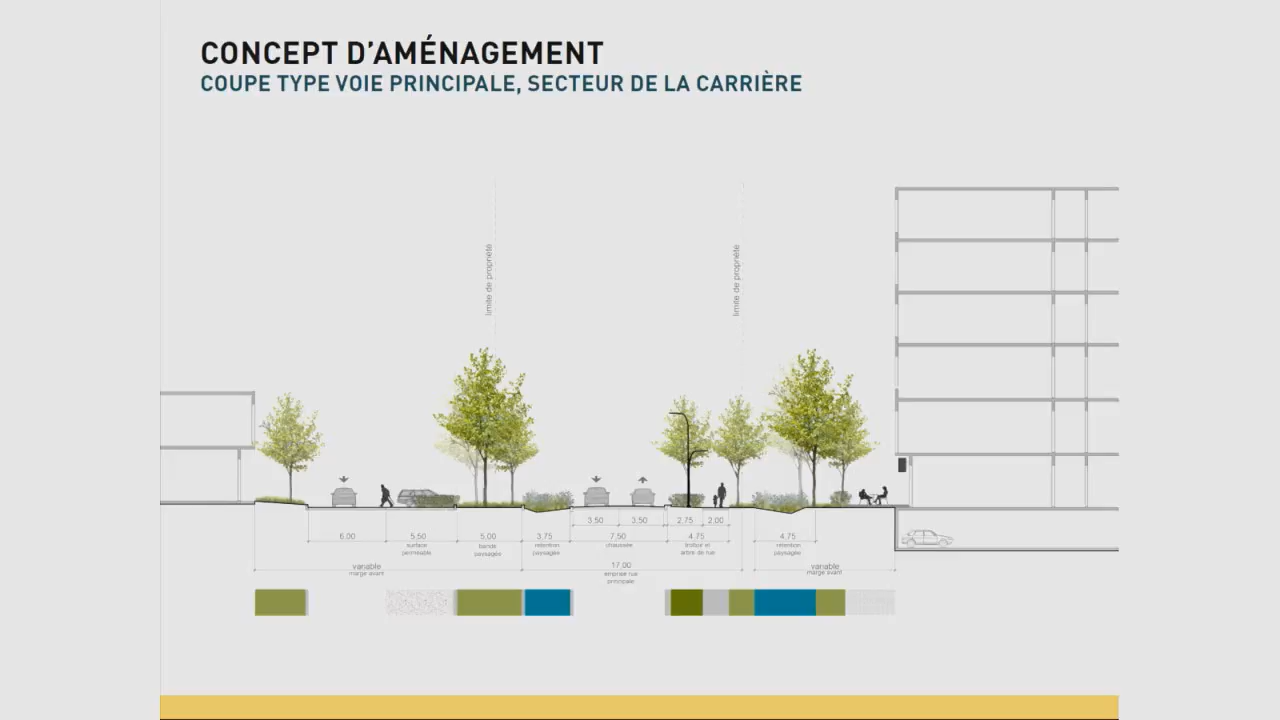 CONCEPT D'AMÉNAGEMENT
COUPE TYPE VOIE PRINCIPALE, SECTEUR DE LA CARRIÈRE
limite de propriété
limite de propriété
3,50 3,50 2,75 2,00
6,00 5,50 5,00 3,75 7,50 4,75 4,75
surface
perméable
bande
paysagée
rétention
paysagée
chaussée
trottoir et
arbre de rue
rétention
paysagée
variable
marge avant
17,00
emprise rue
principale
variable
marge avant